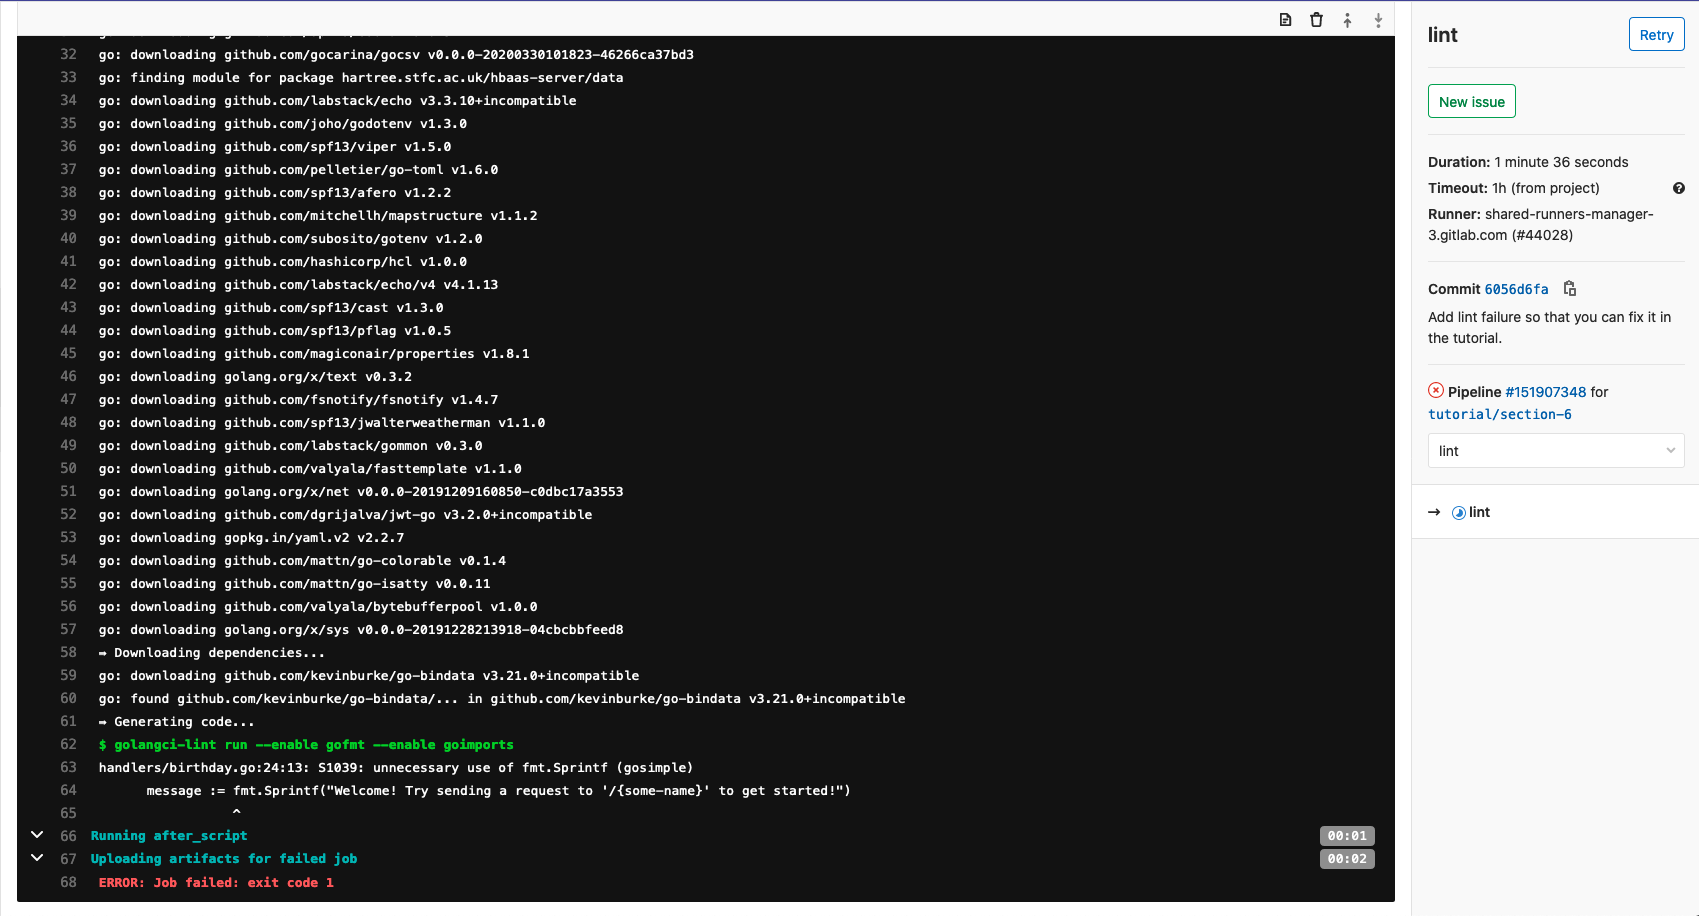 32 go: downloading github.com/gocarina/gocsv v0.0.0-20200330101823-46266ca37bd3
33 go: finding module for package hartree.stfc.ac.uk/hbaas-server/data
34 go: downloading github.com/labstack/echo v3.3.10+incompatible
35 go: downloading github.com/joho/godotenv v1.3.0
36 go: downloading github.com/spf13/viper v1.5.0
37 go: downloading github.com/pelletier/go-toml v1.6.0
38 go: downloading github.com/spf13/afero v1.2.2
39 go: downloading github.com/mitchellh/mapstructure v1.1.2
40 go: downloading github.com/subosito/gotenv v1.2.0
41 go: downloading github.com/hashicorp/hcl v1.0.0
42 go: downloading github.com/labstack/echo/v4 v4.1.13
43 go: downloading github.com/spf13/cast v1.3.0
44 go: downloading github.com/spf13/pflag v1.0.5
45 go: downloading github.com/magiconair/properties v1.8.1
46 go: downloading golang.org/x/text v0.3.2
47 go: downloading github.com/fsnotify/fsnotify v1.4.7
48 go: downloading github.com/spf13/jwalterweatherman v1.1.0
49 go: downloading github.com/labstack/gommon v0.3.0
50 go: downloading github.com/valyala/fasttemplate v1.1.0
51 go: downloading golang.org/x/net v0.0.0-20191209160850-c0dbc17a3553
52 go: downloading github.com/dgrijalva/jwt-go v3.2.0+incompatible
53 go: downloading gopkg.in/yaml.v2 v2.2.7
54 go: downloading github.com/mattn/go-colorable v0.1.4
55 go: downloading github.com/mattn/go-isatty v0.0.11
56 go: downloading github.com/valyala/bytebufferpool v1.0.0
57 go: downloading golang.org/x/sys v0.0.0-20191228213918-04cbcbbfeed8
58 ➡ Downloading dependencies...
59 go: downloading github.com/kevinburke/go-bindata v3.21.0+incompatible
60 go: found github.com/kevinburke/go-bindata/... in github.com/kevinburke/go-bindata v3.21.0+incompatible
61 ➡ Generating code...
62 $ golangci-lint run --enable gofmt --enable goimports
63 handlers/birthday.go:24:13: S1039: unnecessary use of fmt.Sprintf (gosimple)
64 message := fmt.Sprintf("Welcome! Try sending a request to '/{some-name}' to get started!")
65 ^
66 Running after_script 00:01
67 Uploading artifacts for failed job 00:02
68 ERROR: Job failed: exit code 1
lint
Retry
New issue
Duration: 1 minute 36 seconds
Timeout: 1h (from project)
Runner: shared-runners-manager-
3.gitlab.com (#44028)
Commit 6056d6fa
Add lint failure so that you can fix it in
the tutorial.
Pipeline #151907348 for
tutorial/section-6
lint
→ lint